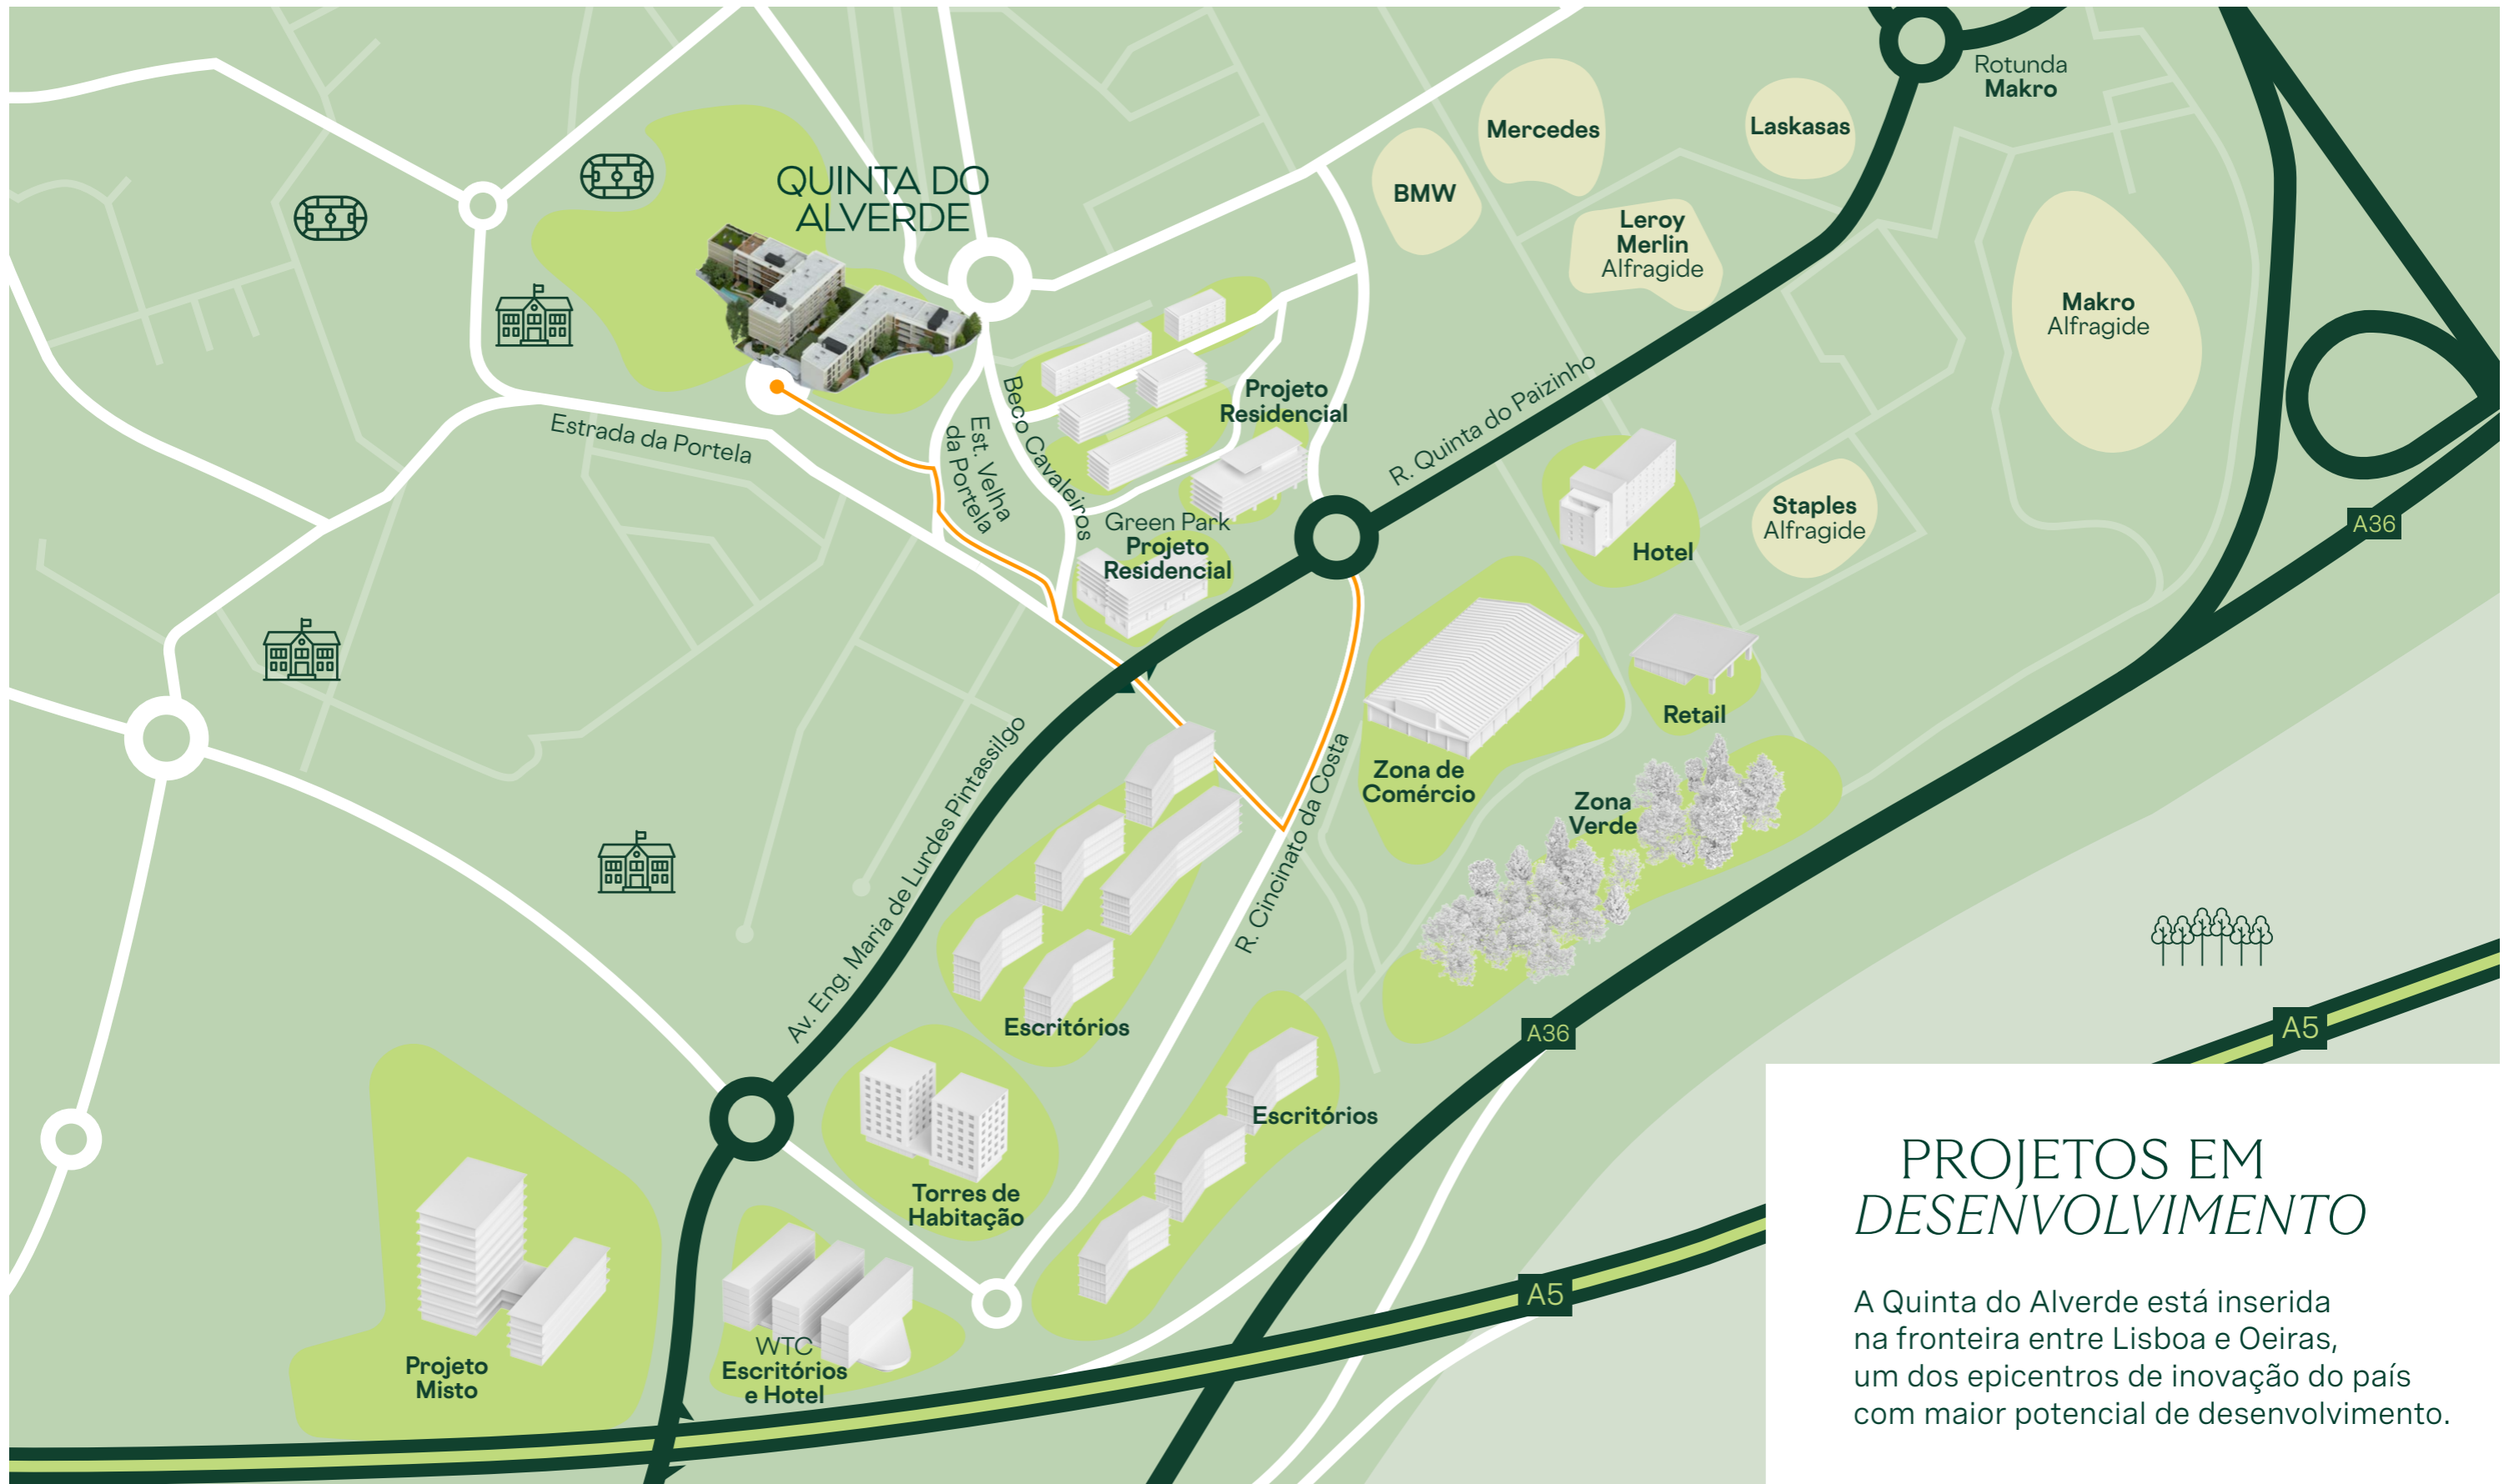 Rotunda
Makro
Mercedes
Laskasas
BMW
QUINTA DO
ALVERDE
Leroy
Merlin
Alfragide
Makro
Alfragide
Projeto
Residencial
R. Quinta do Paizinho
Beco Cavaleiros
Est. Velha
da Portela
Estrada da Portela
Green Park
Projeto
Residencial
Hotel
Staples
Alfragide
A36
Retail
Zona de
Comércio
Zona
Verde
Av. Eng. Maria de Lurdes Pintassilgo
R. Cincinato da Costa
Escritórios
A36
A5
Escritórios
Torres de
Habitação
A5
WTC
Escritórios
e Hotel
Projeto
Misto
PROJETOS EM
DESENVOLVIMENTO
A Quinta do Alverde está inserida
na fronteira entre Lisboa e Oeiras,
um dos epicentros de inovação do país
com maior potencial de desenvolvimento.